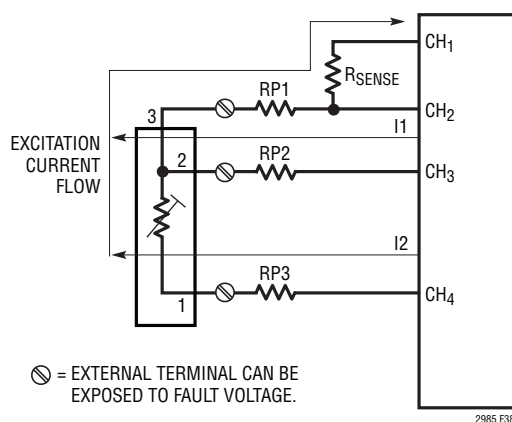 CH1
RSENSE
RP1
CH2
3
I1
EXCITATION
CURRENT
FLOW
2
RP2
CH3
I2
RP3
1
CH4
= EXTERNAL TERMINAL CAN BE
EXPOSED TO FAULT VOLTAGE.
2985 F38